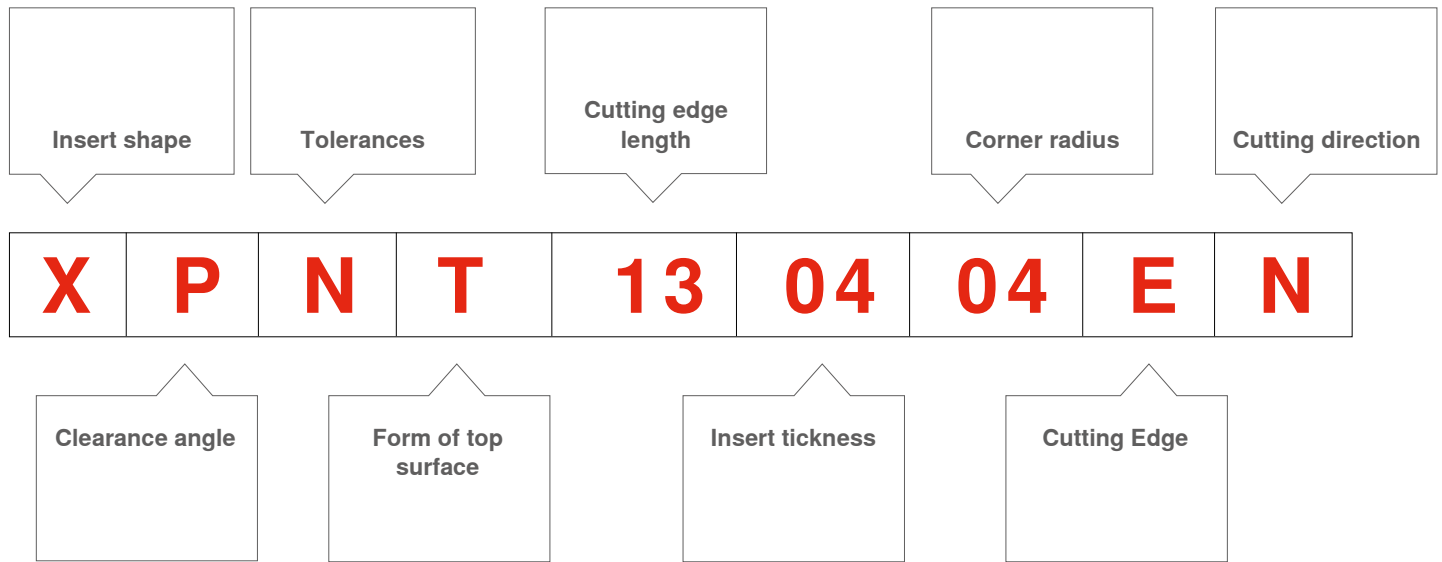 Insert shape
Tolerances
Cutting edge
length
Corner radius
Cutting direction
X P N T 13 04 04 E N
Clearance angle
Form of top
surface
Insert tickness
Cutting Edge